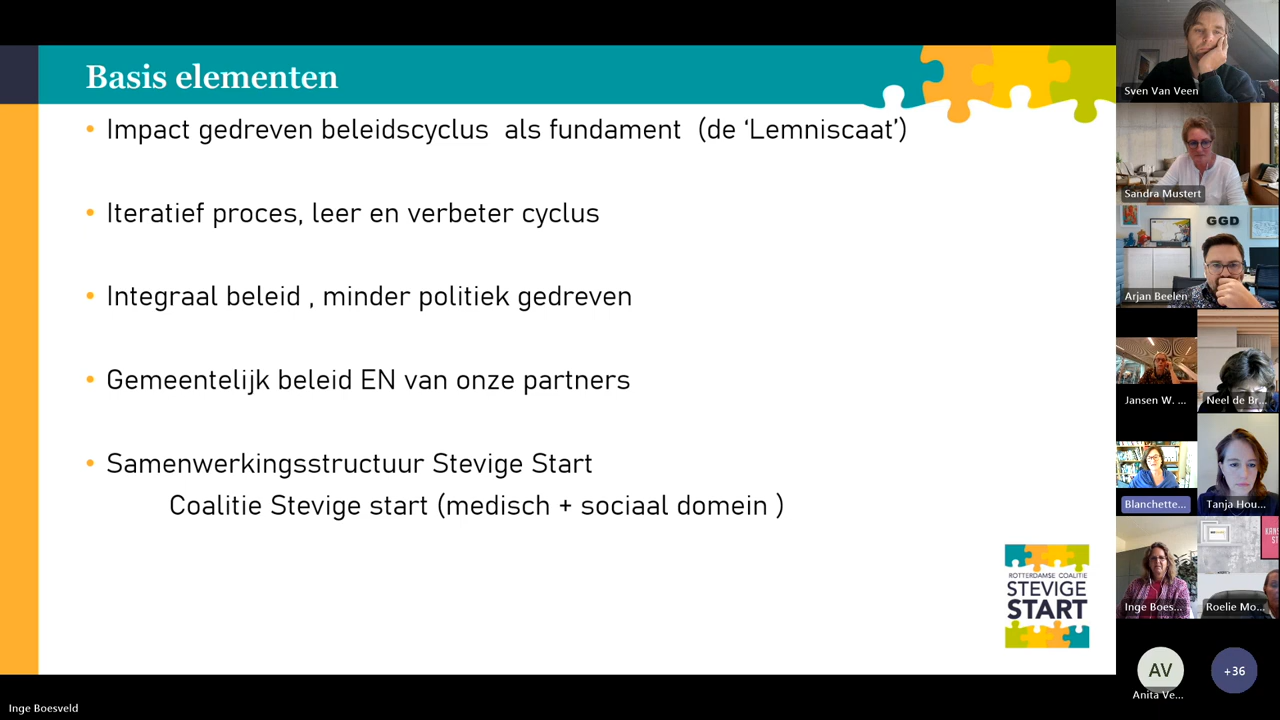 Basis elementen
• Impact gedreven beleidscyclus als fundament (de ‘Lemniscaat’)
• Iteratief proces, leer en verbeter cyclus
• Integraal beleid , minder politiek gedreven
• Gemeentelijk beleid EN van onze partners
• Samenwerkingsstructuur Stevige Start
Coalitie Stevige start (medisch + sociaal domein )
ROTTERDAMSE COALITIE
STEVIGE
START
Inge Boesveld
Sven Van Veen
Sandra Mustert
GGD
Arjan Beelen
Jansen W. ...
Neel de Br...
Blanchette...
Tanja Hou...
Inge Boes...
Roelie Mo...
AV
Anita Ve...
+36